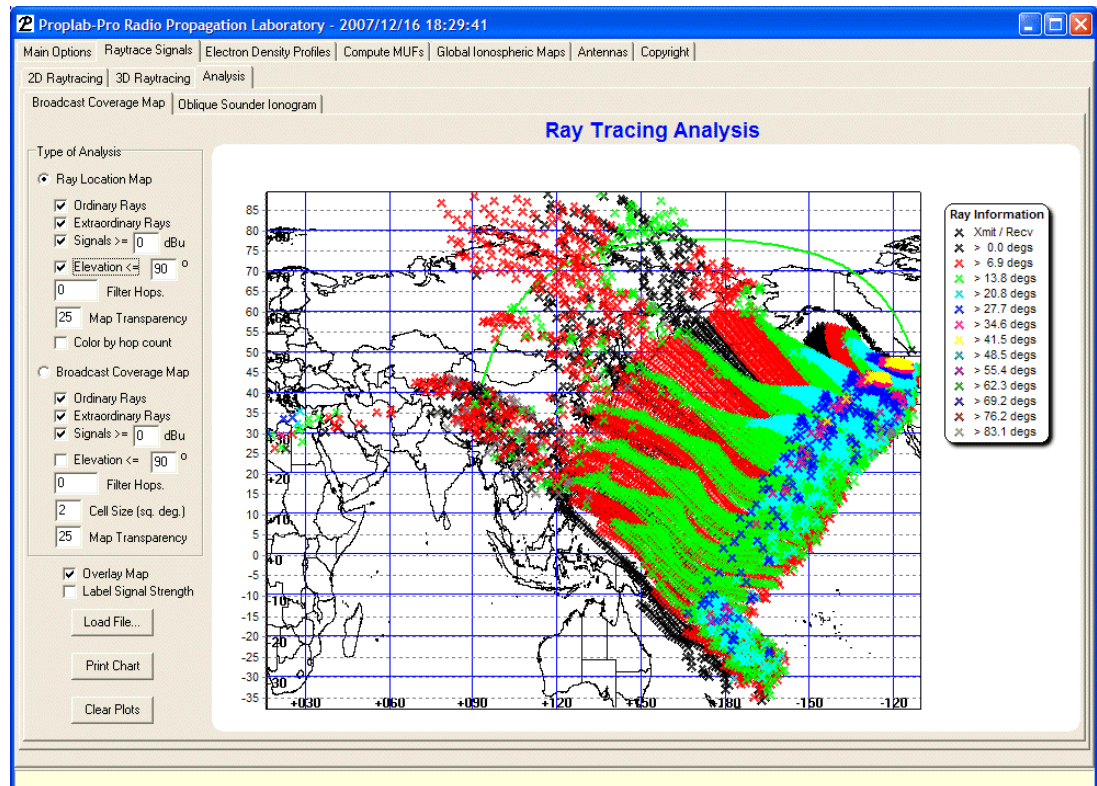 Proplab-Pro Radio Propagation Laboratory - 2007/12/16 18:29:41
Main Options Raytrace Signals Electron Density Profiles Compute MUFs Global Ionospheric Maps Antennas Copyright
2D Raytracing 3D Raytracing Analysis
Broadcast Coverage Map Oblique Sounder Ionogram
Ray Tracing Analysis
Type of Analysis
Ray Location Map
Ordinary Rays
Extraordinary Rays
Signals >= 0 dBu
Elevation <= 90 o
0 Filter Hops.
25 Map Transparency
Color by hop count
Broadcast Coverage Map
Ordinary Rays
Extraordinary Rays
Signals >= 0 dBu
Elevation <= 90 o
0 Filter Hops.
2 Cell Size (sq. deg.)
25 Map Transparency
Overlay Map
Label Signal Strength
Load File...
Print Chart
Clear Plots
85
80
75
70
65
60
55
50
45
40
35
30
25
20
15
10
5
0
-5
-10
-15
-20
-25
-30
-35
+20
+10
+0
-10
-20
-30
+030 +060 +090 +120 +150 +180 -150 -120
Ray Information
Xmit / Recv
> 0.0 degs
> 6.9 degs
> 13.8 degs
> 20.8 degs
> 27.7 degs
> 34.6 degs
> 41.5 degs
> 48.5 degs
> 55.4 degs
> 62.3 degs
> 69.2 degs
> 76.2 degs
> 83.1 degs